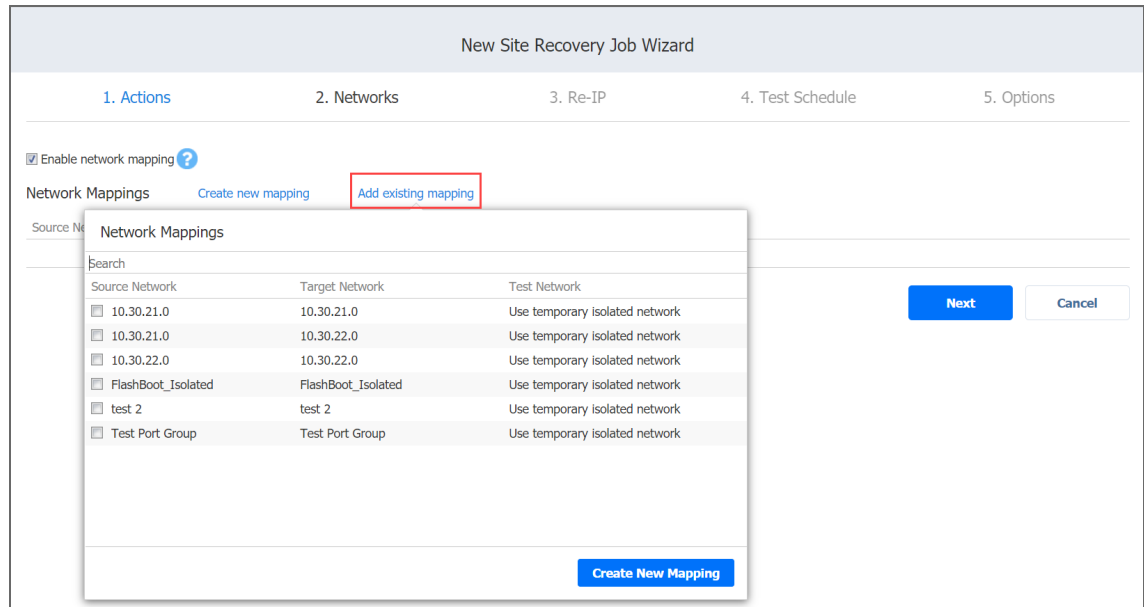 New Site Recovery Job Wizard
1. Actions 2. Networks 3. Re-IP 4. Test Schedule 5. Options
Enable network mapping ?
Network Mappings Create new mapping Add existing mapping
Source Ne
Network Mappings
Search
Source Network Target Network Test Network
10.30.21.0 10.30.21.0 Use temporary isolated network
10.30.21.0 10.30.22.0 Use temporary isolated network
10.30.22.0 10.30.22.0 Use temporary isolated network
FlashBoot_Isolated FlashBoot_Isolated Use temporary isolated network
test 2 test 2 Use temporary isolated network
Test Port Group Test Port Group Use temporary isolated network
Next Cancel
Create New Mapping